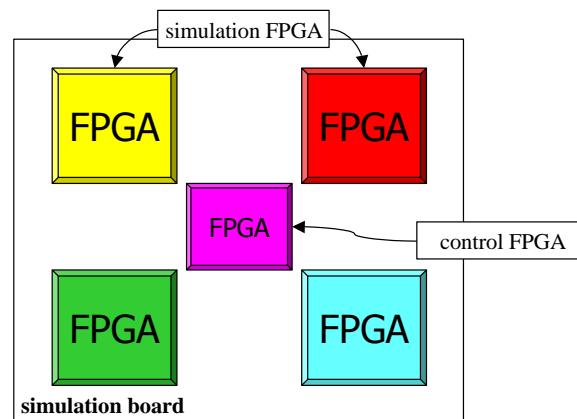 simulation FPGA
FPGA
FPGA
FPGA
control FPGA
FPGA
FPGA
simulation board